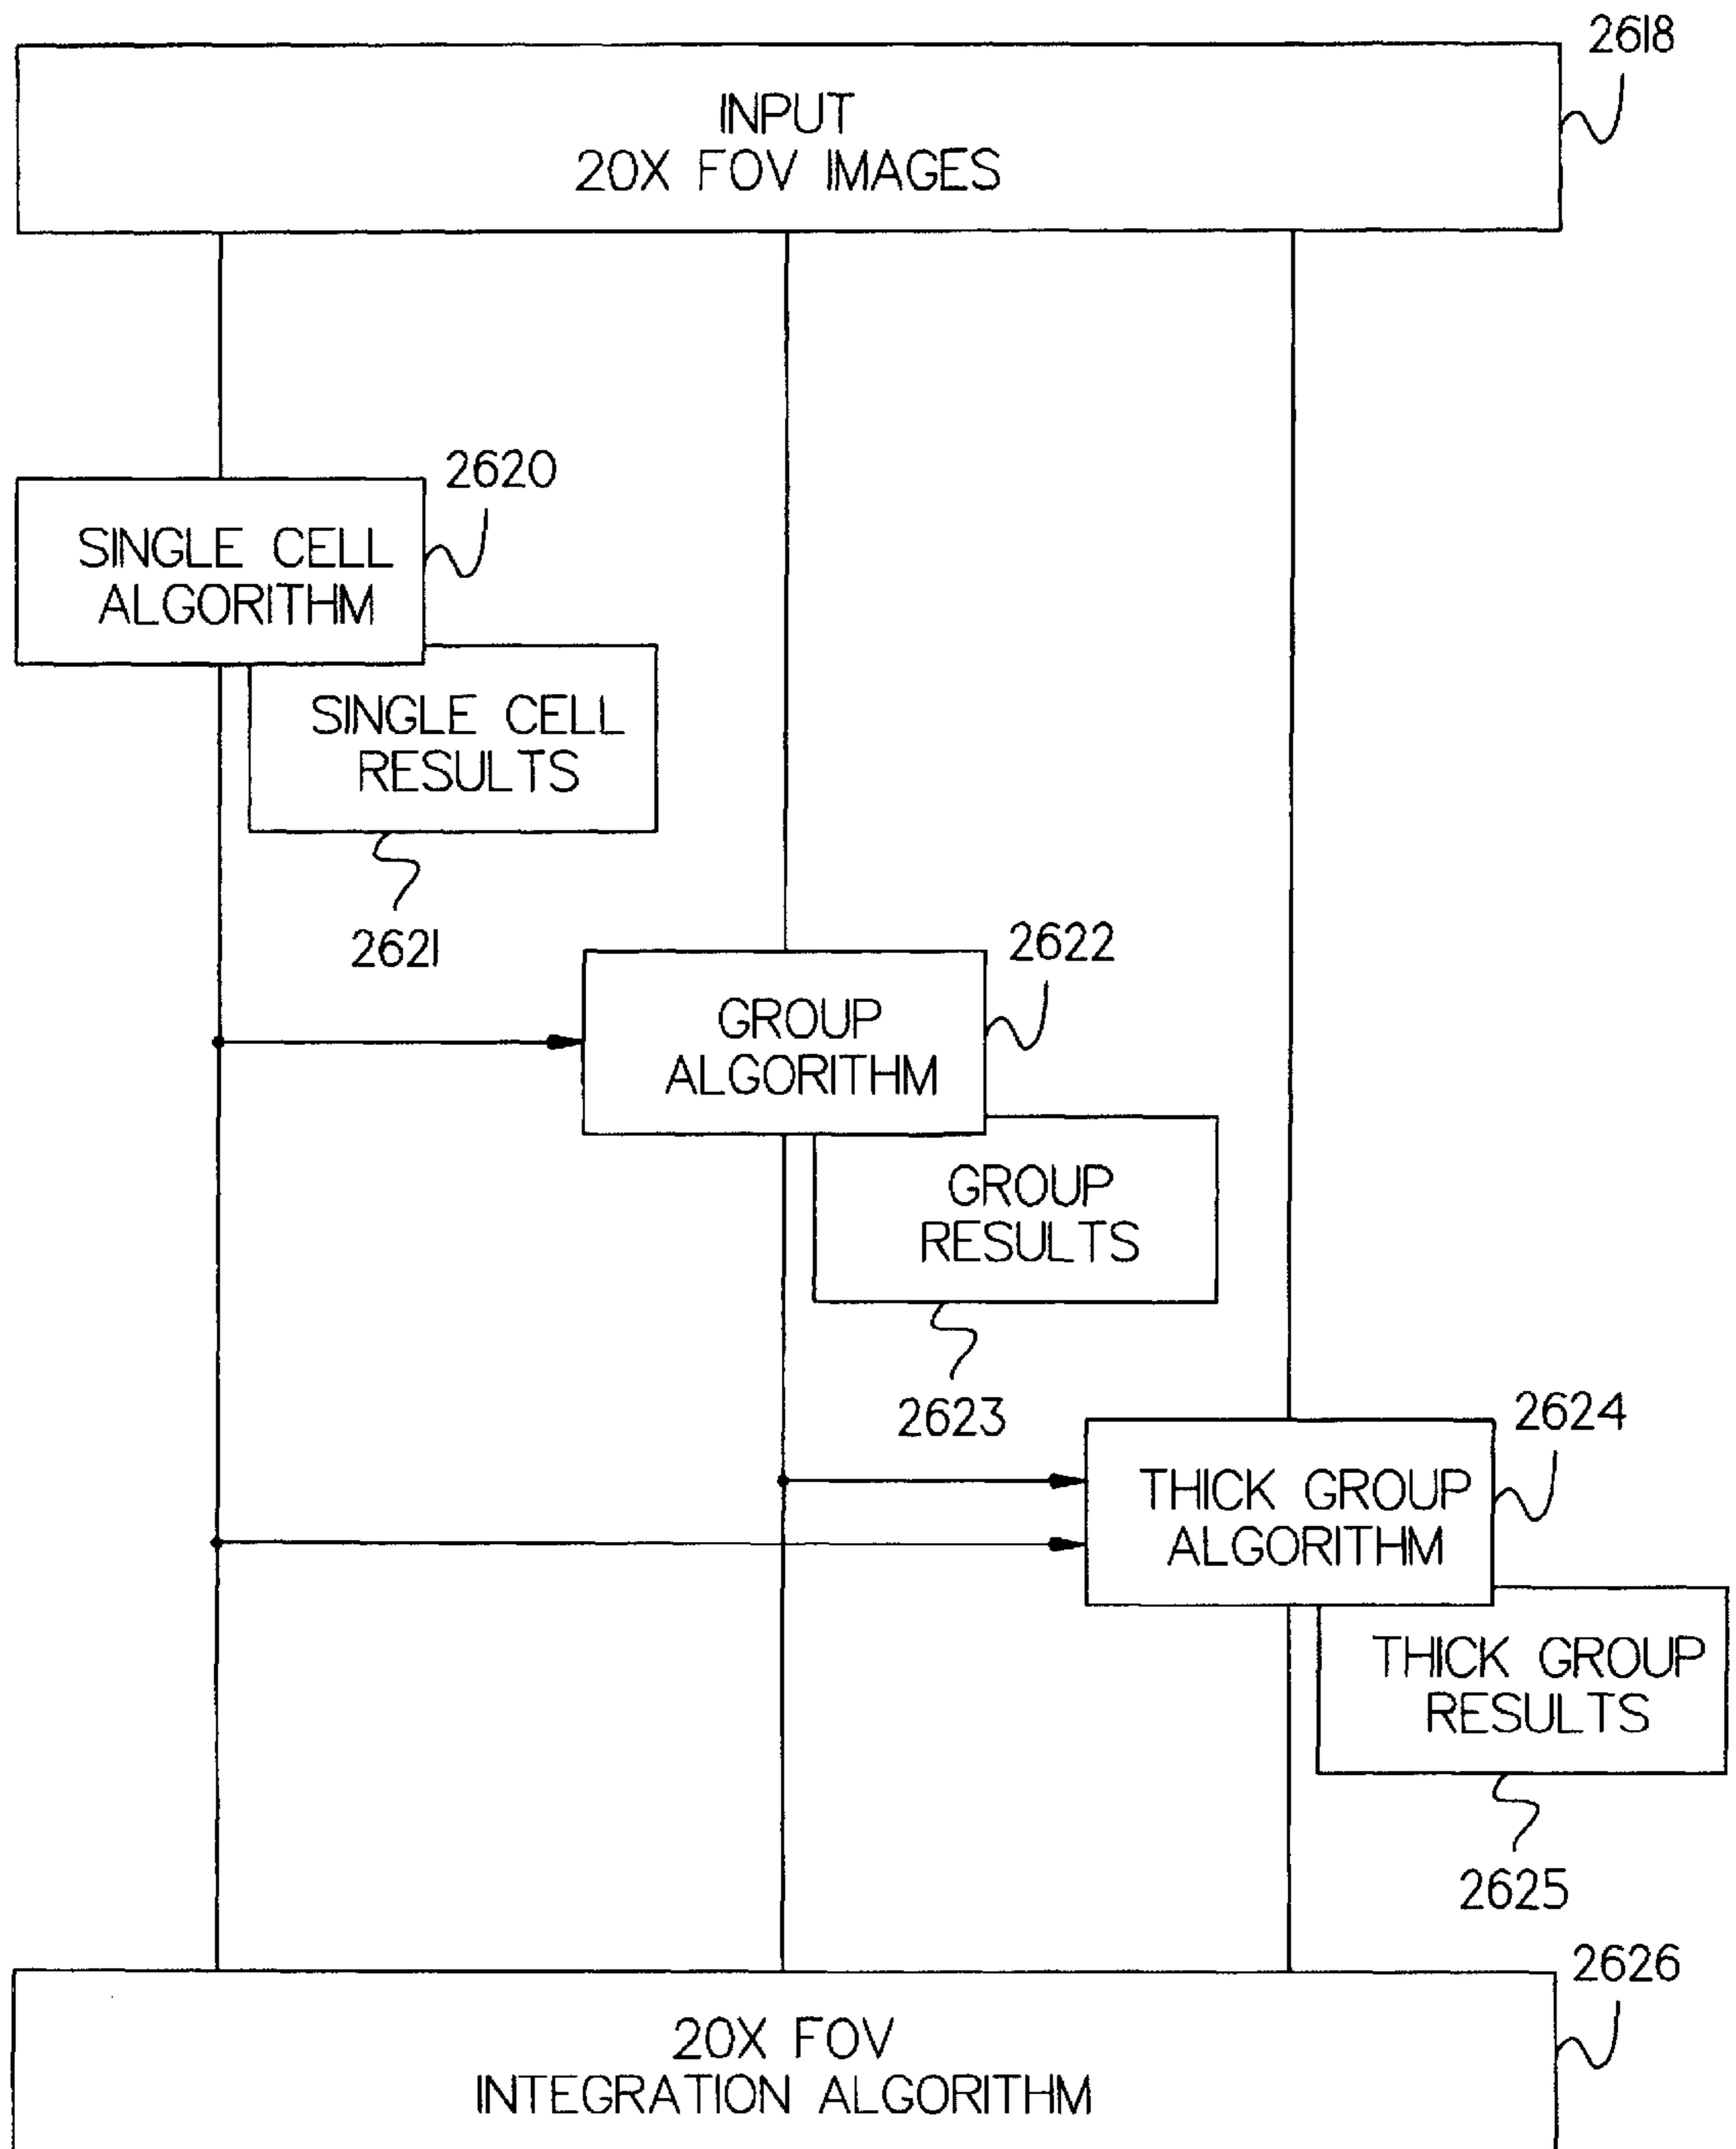 2618
INPUT
20X FOV IMAGES
2620
SINGLE CELL
ALGORITHM
SINGLE CELL
RESULTS
2621
2622
GROUP
ALGORITHM
GROUP
RESULTS
2623
2624
THICK GROUP
ALGORITHM
THICK GROUP
RESULTS
2625
2626
20X FOV
INTEGRATION ALGORITHM